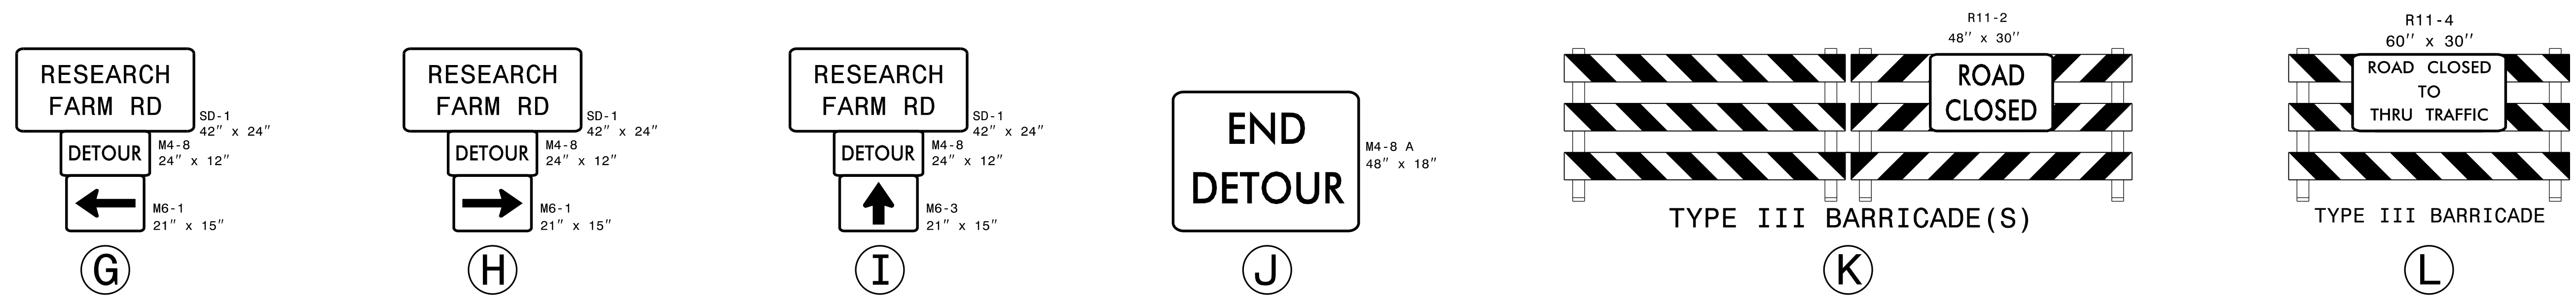 RESEARCH
FARM RD
SD-1
42" x 24"
DETOUR
M4-8
24" x 12"
M6-1
21" x 15"
G
RESEARCH
FARM RD
SD-1
42" x 24"
DETOUR
M4-8
24" x 12"
M6-1
21" x 15"
H
RESEARCH
FARM RD
SD-1
42" x 24"
DETOUR
M4-8
24" x 12"
M6-3
21" x 15"
I
END
DETOUR
M4-8 A
48" x 18"
J
R11-2
48" x 30"
ROAD
CLOSED
TYPE III BARRICADE(S)
K
R11-4
60" x 30"
ROAD CLOSED
TO
THRU TRAFFIC
TYPE III BARRICADE
L